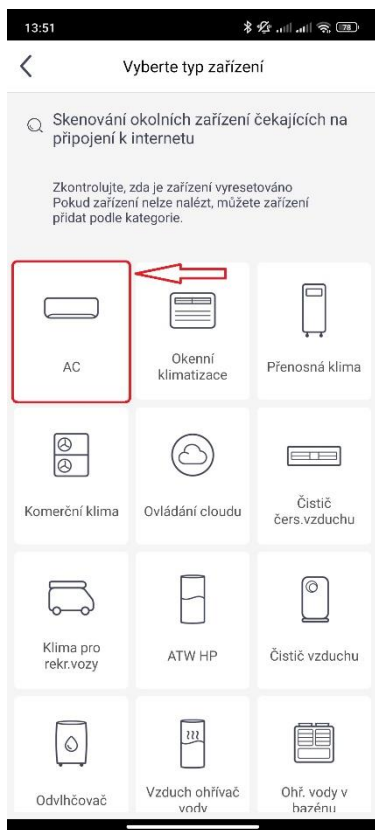 13:51
78
Vyberte typ zařízení
Skenování okolních zařízení čekajících na
připojení k internetu
Zkontrolujte, zda je zařízení vyresetováno
Pokud zařízení nelze nalézt, můžete zařízení
přidat podle kategorie.
AC
Okenní
klimatizace
Přenosná klima
Komerční klima
Ovládání cloudu
Čistič
čers.vzduchu
Klima pro
rekr.vozy
ATW HP
Čistič vzduchu
Odvlhčovač
Vzduch ohřívač
vody
Ohř. vody v
bazénu